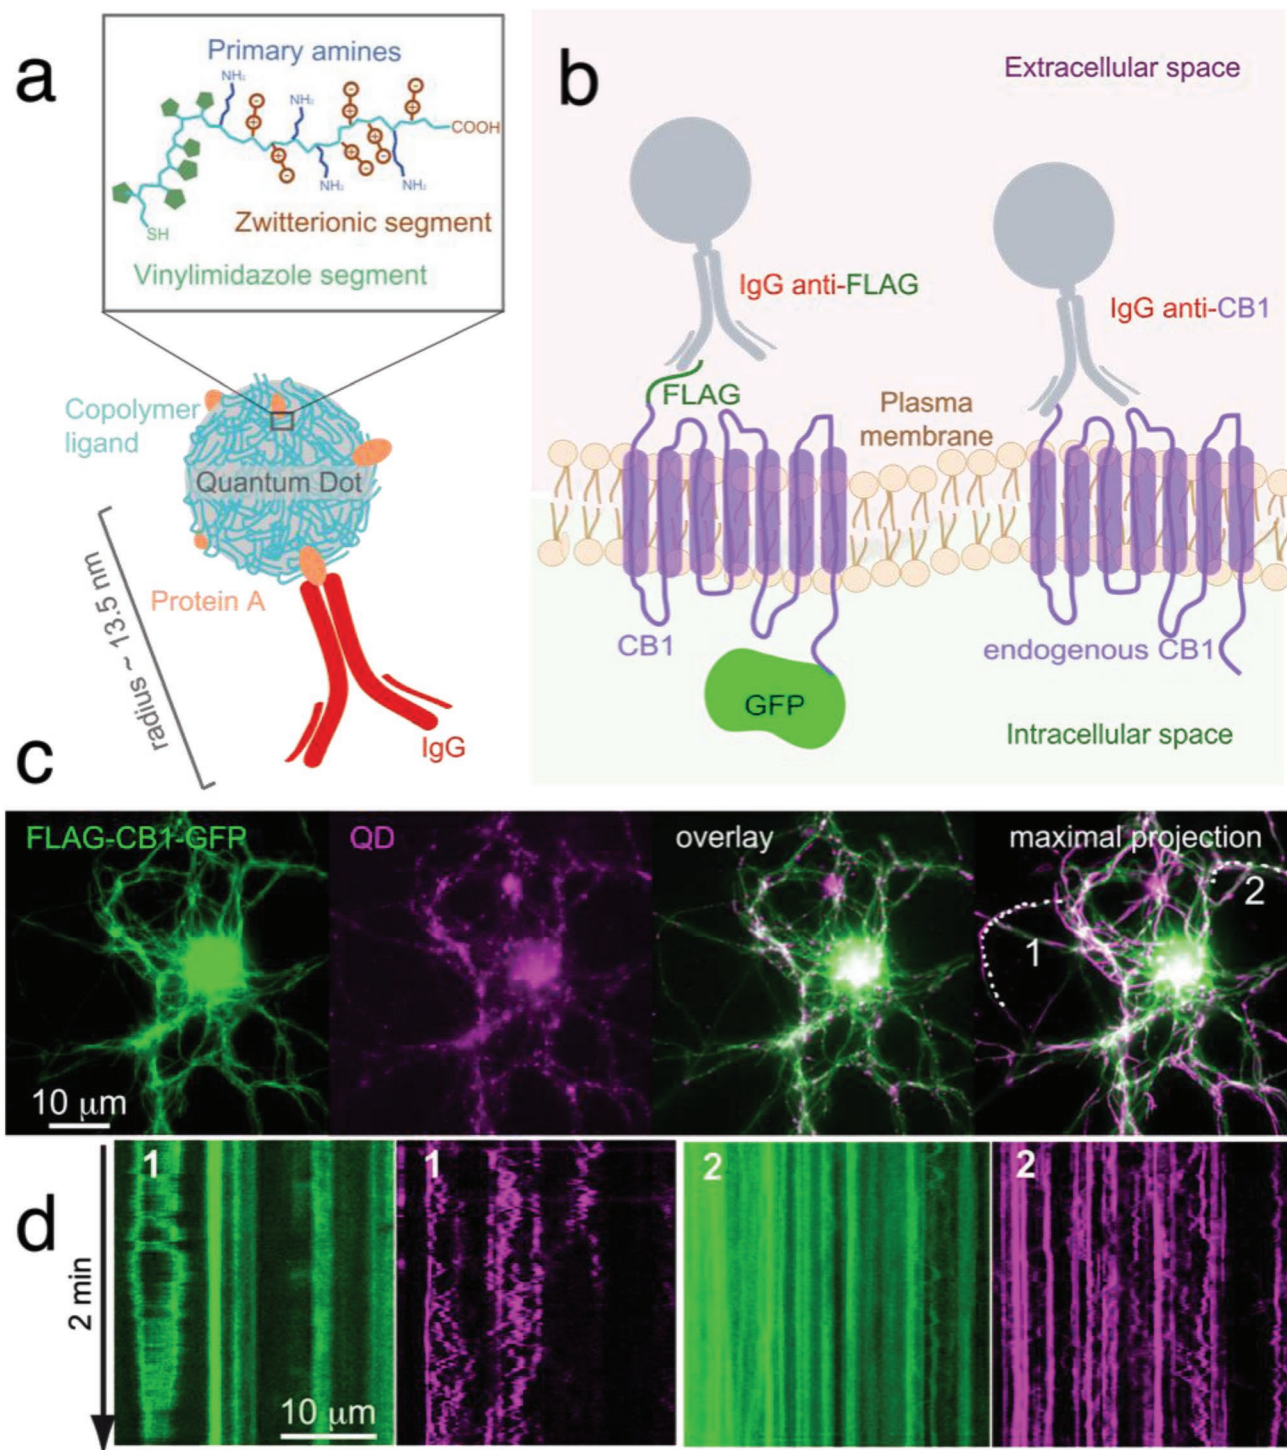 a
Primary amines
NH₂
NH₂
COOH
NH₂
NH₂
Zwitterionic segment
SH
Vinylimidazole segment
Copolymer
ligand
Quantum Dot
Protein A
radius ~ 13.5 nm
IgG
b
Extracellular space
IgG anti-FLAG
IgG anti-CB1
FLAG
Plasma
membrane
CB1
endogenous CB1
GFP
Intracellular space
c
FLAG-CB1-GFP
QD
overlay
maximal projection
1
2
10 μm
d
2 min
1
1
2
2
10 μm